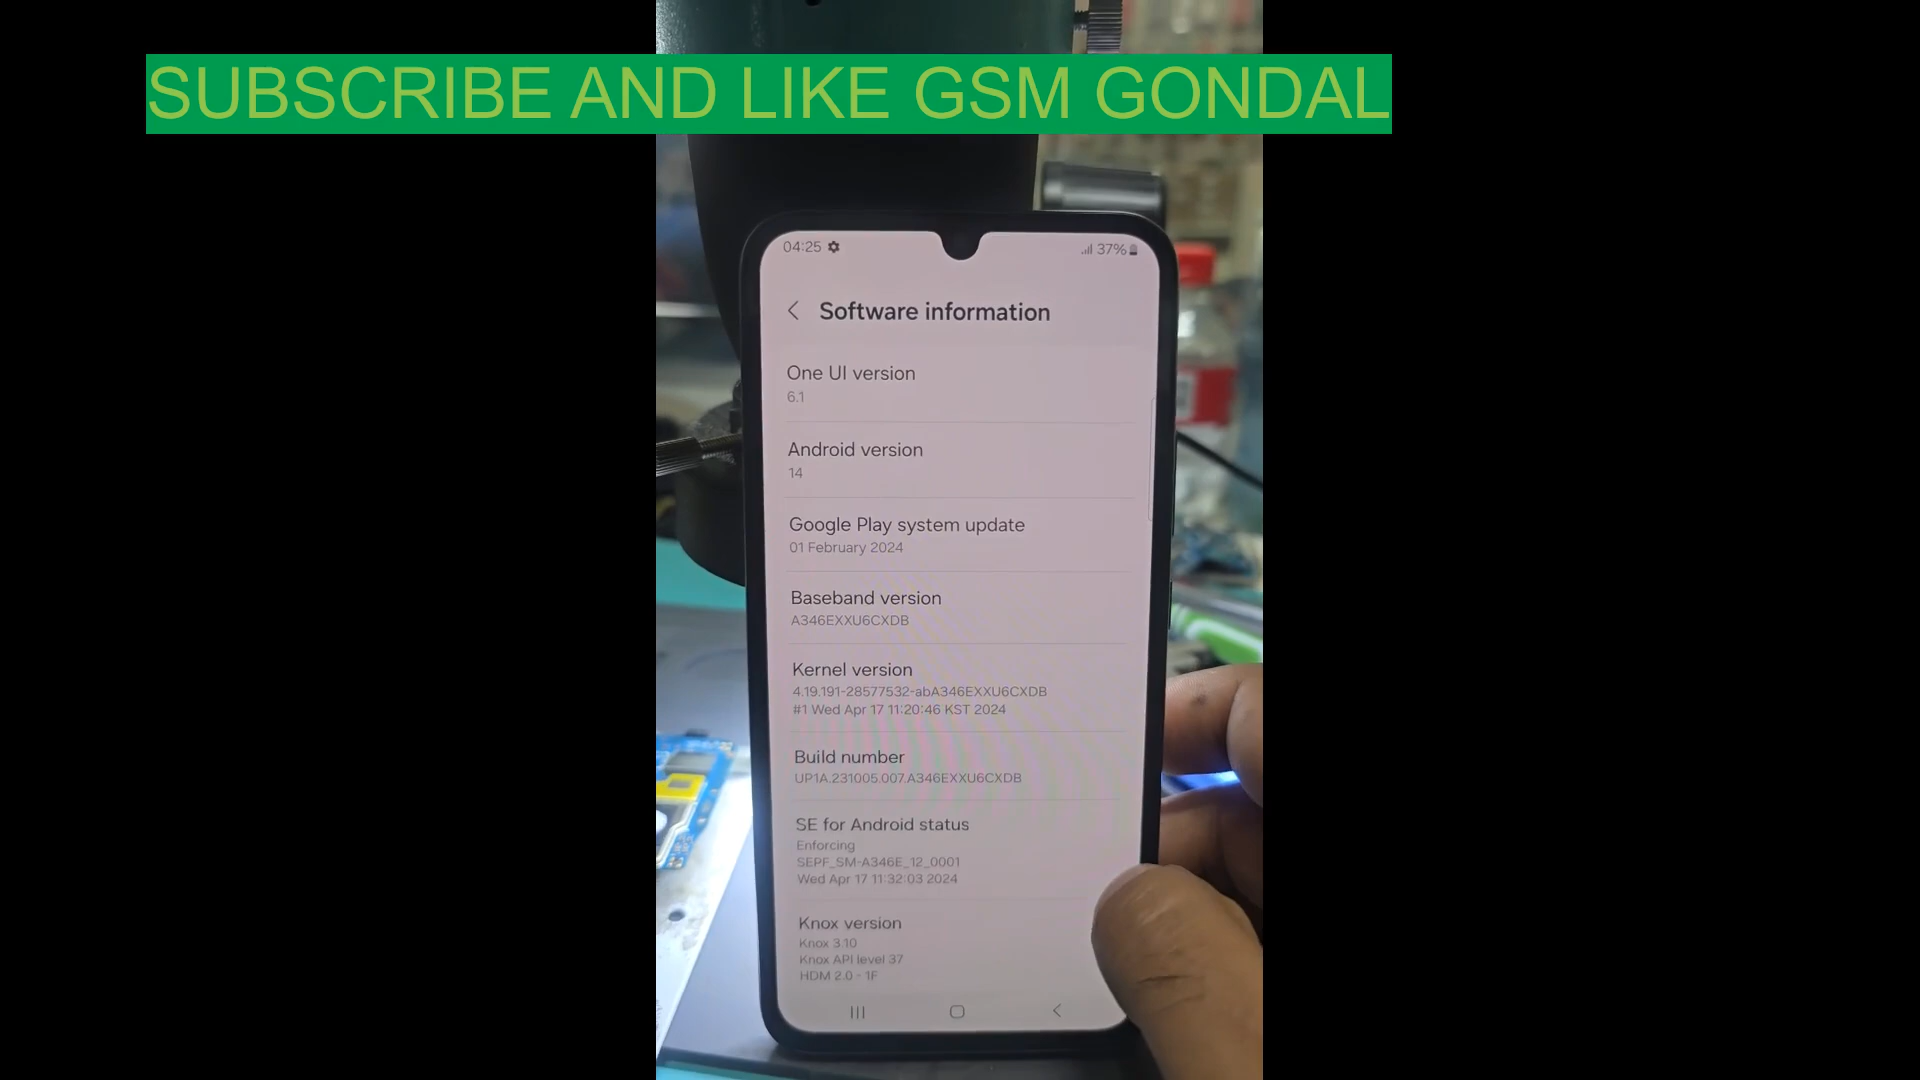 SUBSCRIBE AND LIKE GSM GONDAL
04:25 37%
Software information
One UI version
6.1
Android version
14
Google Play system update
01 February 2024
Baseband version
A346EXXU6CXDB
Kernel version
4.19.191-28577532-abA346EXXU6CXDB
#1 Wed Apr 17 11:20:46 KST 2024
Build number
UP1A.231005.007.A346EXXU6CXDB
SE for Android status
Enforcing
SEPF_SM-A346E_12_0001
Wed Apr 17 11:32:03 2024
Knox version
Knox 3.10
Knox API level 37
HDM 2.0 - 1F